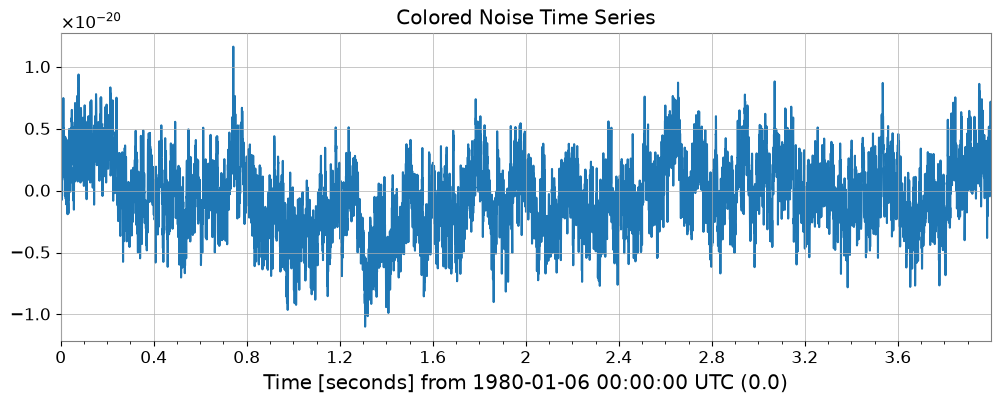 Colored Noise Time Series
×10⁻²⁰
1.0
0.5
0.0
−0.5
−1.0
0 0.4 0.8 1.2 1.6 2 2.4 2.8 3.2 3.6
Time [seconds] from 1980-01-06 00:00:00 UTC (0.0)